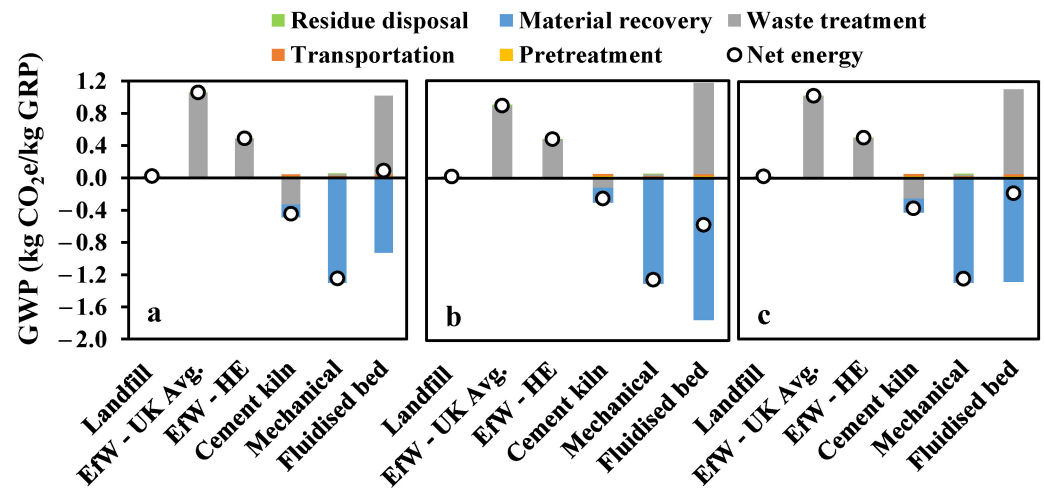 Residue disposal Material recovery Waste treatment
Transportation Pretreatment Net energy
GWP (kg CO₂e/kg GRP)
1.2
0.8
0.4
0.0
−0.4
−0.8
−1.2
−1.6
−2.0
a
b
c
Landfill
EfW - UK Avg.
EfW - HE
Cement kiln
Mechanical
Fluidised bed
Landfill
EfW - UK Avg.
EfW - HE
Cement kiln
Mechanical
Fluidised bed
Landfill
EfW - UK Avg.
EfW - HE
Cement kiln
Mechanical
Fluidised bed